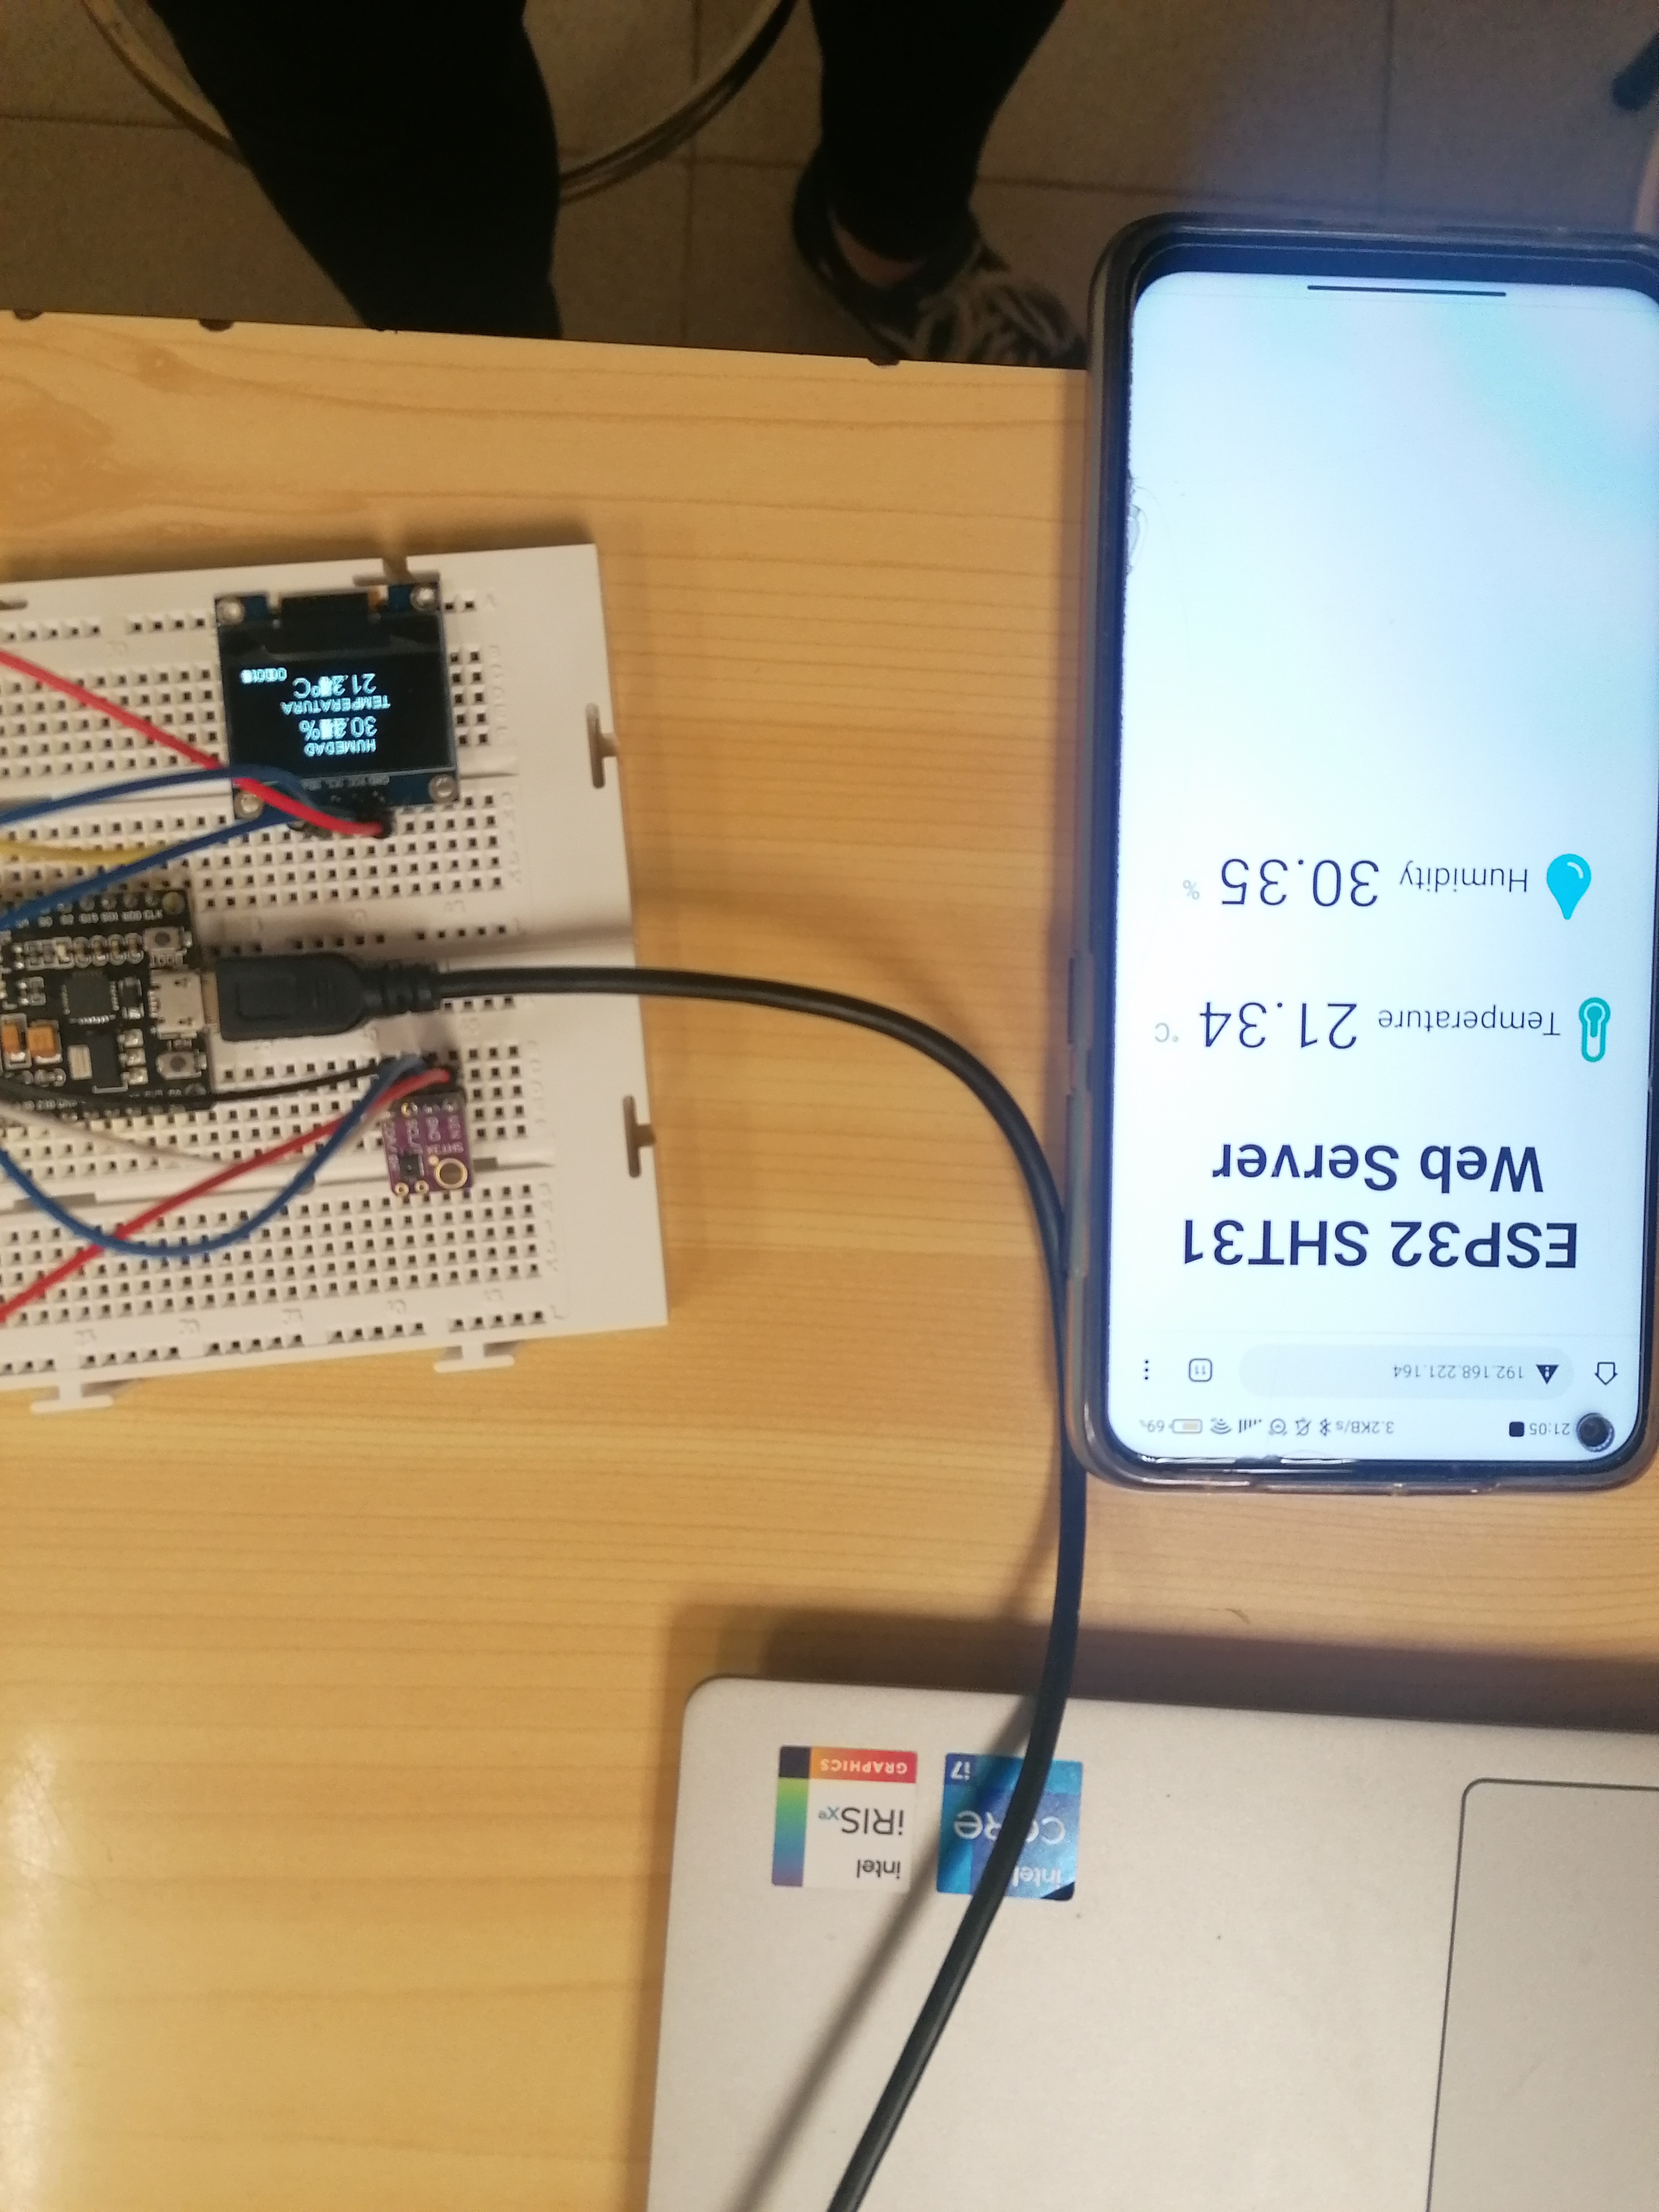 intel
CORE
i7
intel
iRISxe
GRAPHICS
21:05
3.2KB/s
69%
192.168.221.164
11
ESP32 SHT31
Web Server
Temperature 21.34 °C
Humidity 30.35 %
BOOT
HUMEDAD
TEMPERATURA